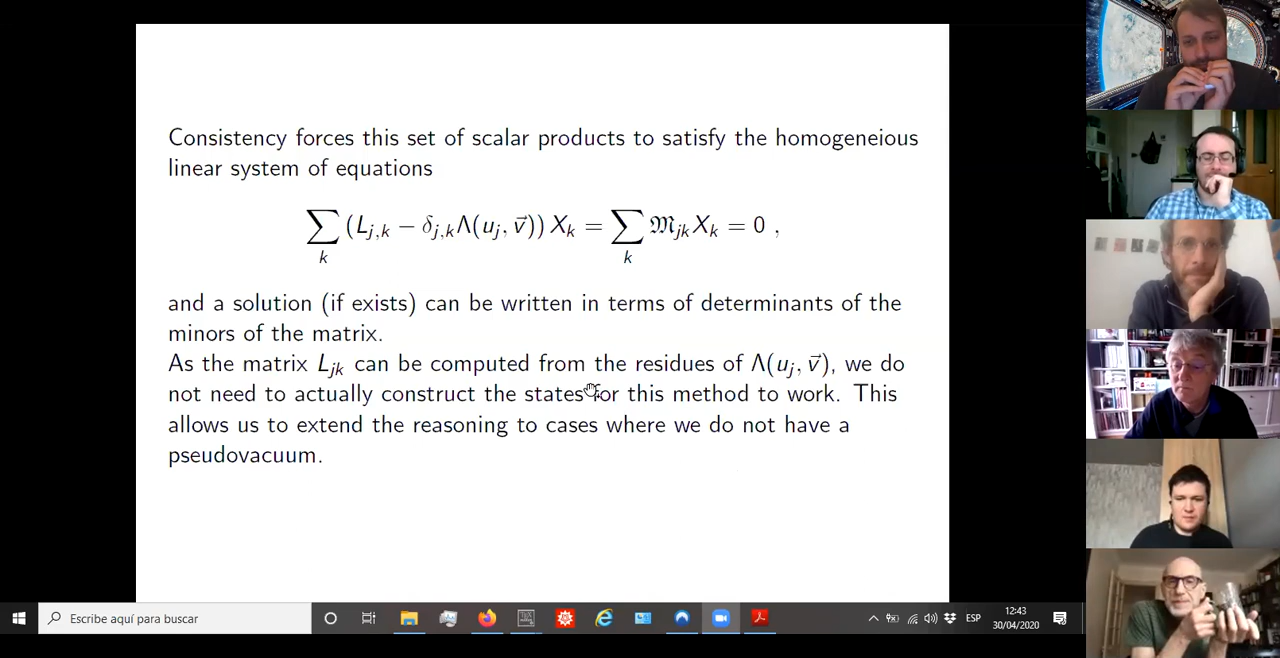 Consistency forces this set of scalar products to satisfy the homogeneious
linear system of equations
∑_k (L_{j,k} − δ_{j,k}Λ(u_j, v⃗)) X_k = ∑_k 𝔐_{jk}X_k = 0 ,
and a solution (if exists) can be written in terms of determinants of the
minors of the matrix.
As the matrix L_{jk} can be computed from the residues of Λ(u_j, v⃗), we do
not need to actually construct the states for this method to work. This
allows us to extend the reasoning to cases where we do not have a
pseudovacuum.
Escribe aquí para buscar
ESP
12:43
30/04/2020